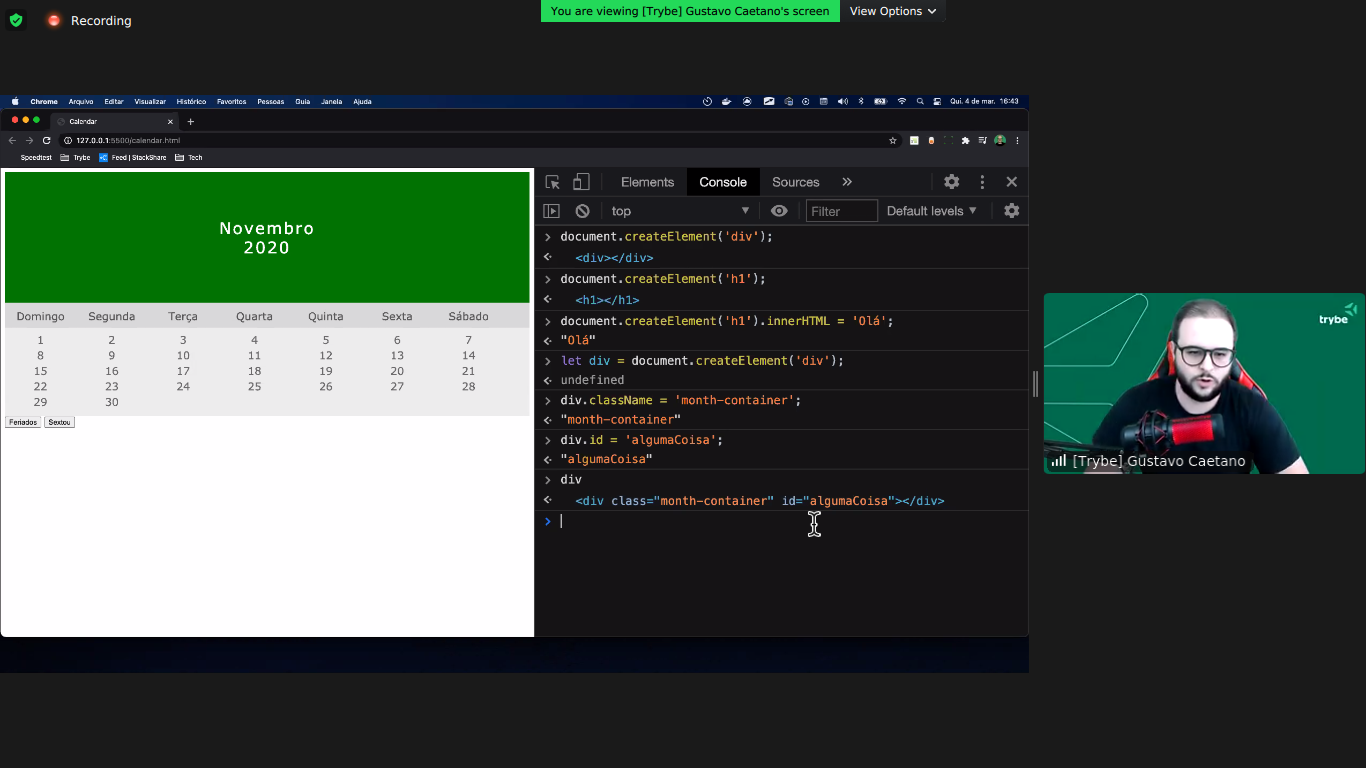 Recording
You are viewing [Trybe] Gustavo Caetano's screen
View Options
Chrome Arquivo Editar Visualizar Histórico Favoritos Pessoas Guia Janela Ajuda
Qui. 4 de mar. 16:43
Calendar
127.0.0.1:5500/calendar.html
Speedtest Trybe Feed | StackShare Tech
Novembro
2020
Domingo Segunda Terça Quarta Quinta Sexta Sábado
1 2 3 4 5 6 7
8 9 10 11 12 13 14
15 16 17 18 19 20 21
22 23 24 25 26 27 28
29 30
Feriados Sextou
Elements Console Sources
top Filter Default levels
document.createElement('div');
<div></div>
document.createElement('h1');
<h1></h1>
document.createElement('h1').innerHTML = 'Olá';
"Olá"
let div = document.createElement('div');
undefined
div.className = 'month-container';
"month-container"
div.id = 'algumaCoisa';
"algumaCoisa"
div
<div class="month-container" id="algumaCoisa"></div>
trybe
[Trybe] Gustavo Caetano